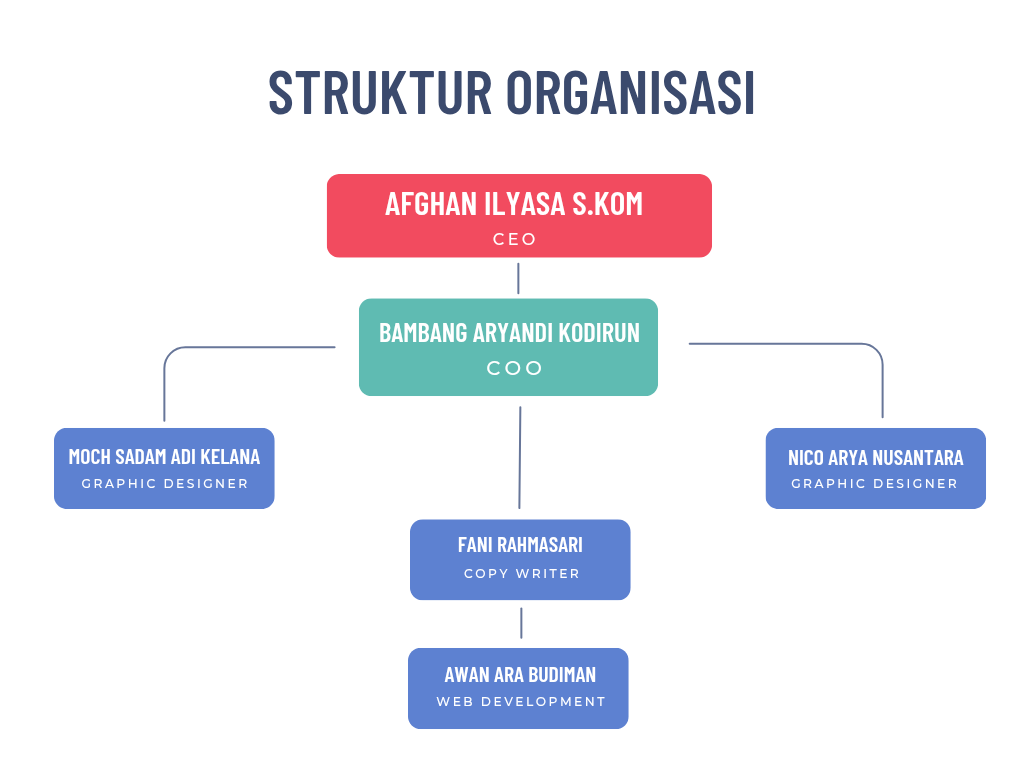 STRUKTUR ORGANISASI
AFGHAN ILYASA S.KOM
CEO
BAMBANG ARYANDI KODIRUN
COO
MOCH SADAM ADI KELANA
GRAPHIC DESIGNER
NICO ARYA NUSANTARA
GRAPHIC DESIGNER
FANI RAHMASARI
COPY WRITER
AWAN ARA BUDIMAN
WEB DEVELOPMENT